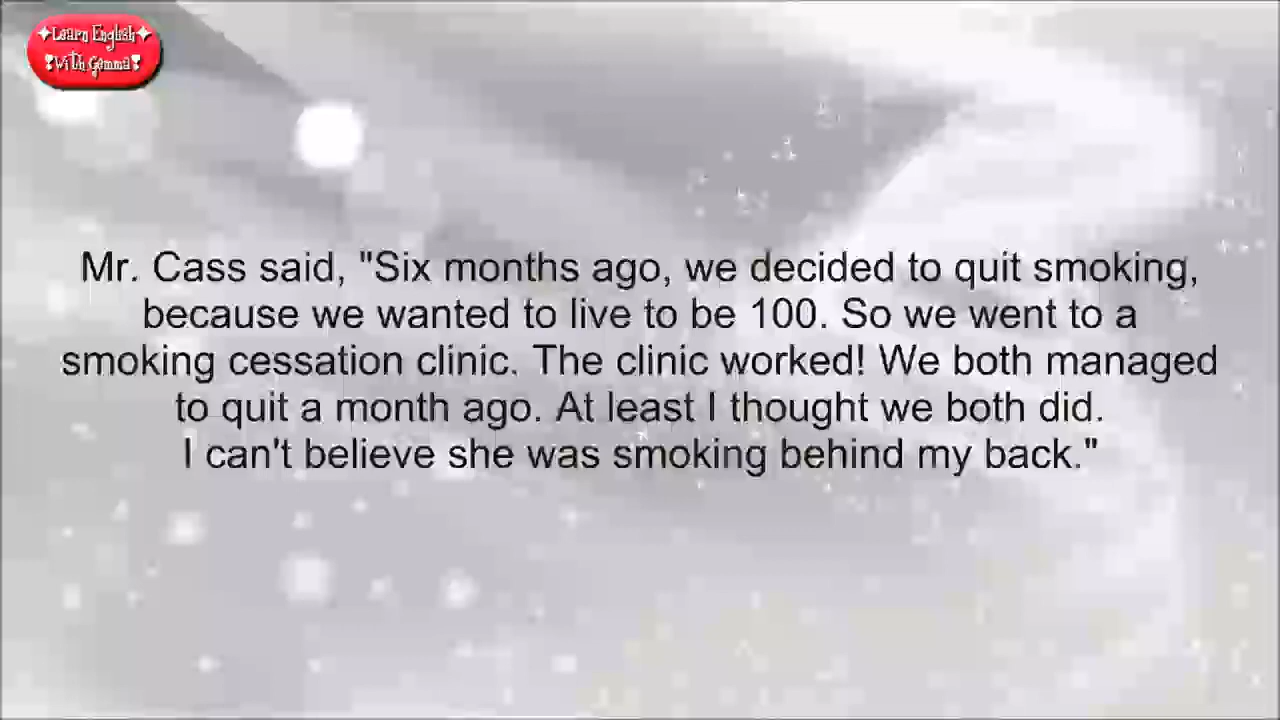 ✦Learn English✦
❣With Gemma❣
Mr. Cass said, "Six months ago, we decided to quit smoking,
because we wanted to live to be 100. So we went to a
smoking cessation clinic. The clinic worked! We both managed
to quit a month ago. At least I thought we both did.
I can't believe she was smoking behind my back."